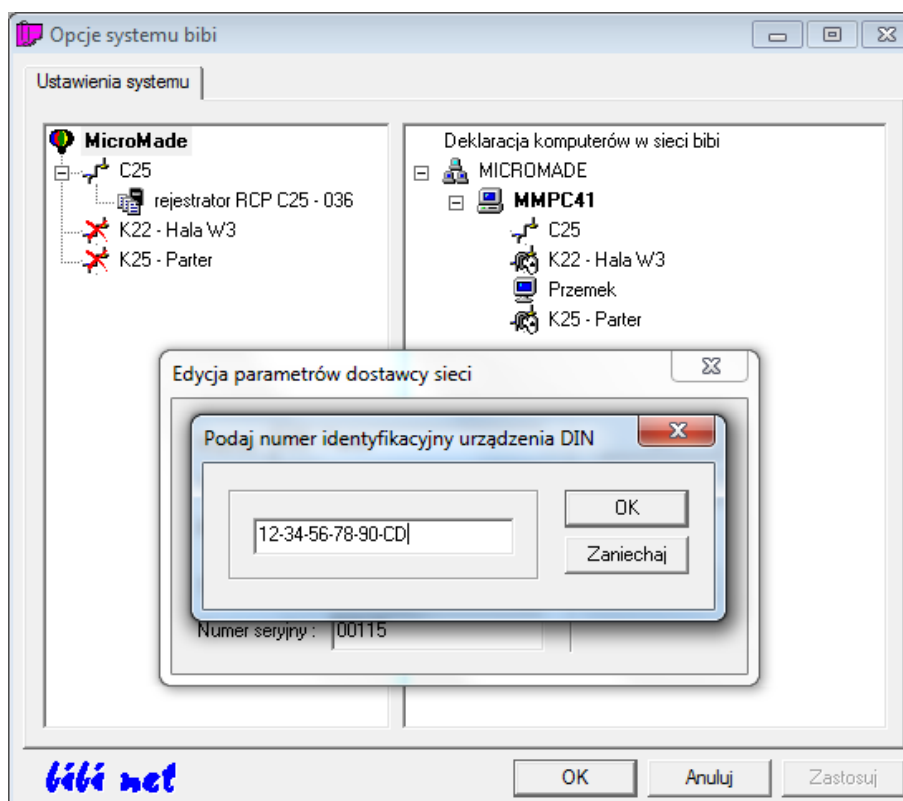 Opcje systemu bibi
Ustawienia systemu
MicroMade
C25
rejestrator RCP C25 - 036
K22 - Hala W3
K25 - Parter
Deklaracja komputerów w sieci bibi
MICROMADE
MMPC41
C25
K22 - Hala W3
Przemek
K25 - Parter
Edycja parametrów dostawcy sieci
Podaj numer identyfikacyjny urządzenia DIN
12-34-56-78-90-CD
OK
Zaniechaj
Numer seryjny : 00115
bibi net
OK Anuluj Zastosuj